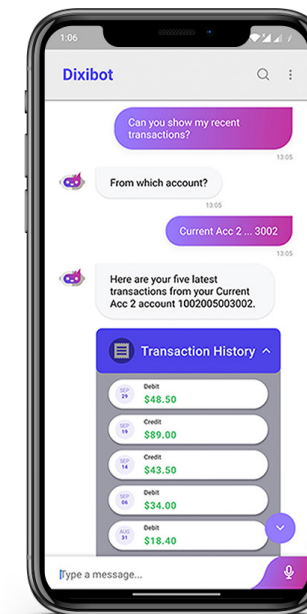 1:06
Dixibot
Can you show my recent
transactions?
13:05
From which account?
13:05
Current Acc 2 ... 3002
13:05
Here are your five latest
transactions from your Current
Acc 2 account 1002005003002.
Transaction History
SEP
29
Debit
$48.50
SEP
19
Credit
$89.00
SEP
14
Credit
$43.50
SEP
06
Debit
$34.00
AUG
31
Debit
$18.40
Type a message...